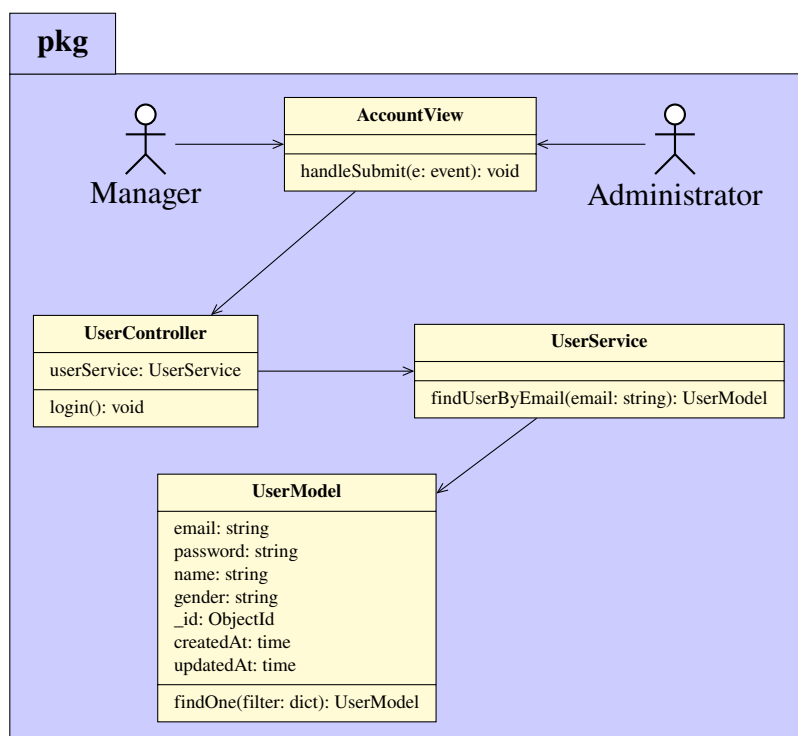 pkg
AccountView
handleSubmit(e: event): void
Manager
Administrator
UserController
userService: UserService
login(): void
UserService
findUserByEmail(email: string): UserModel
UserModel
email: string
password: string
name: string
gender: string
_id: ObjectId
createdAt: time
updatedAt: time
findOne(filter: dict): UserModel